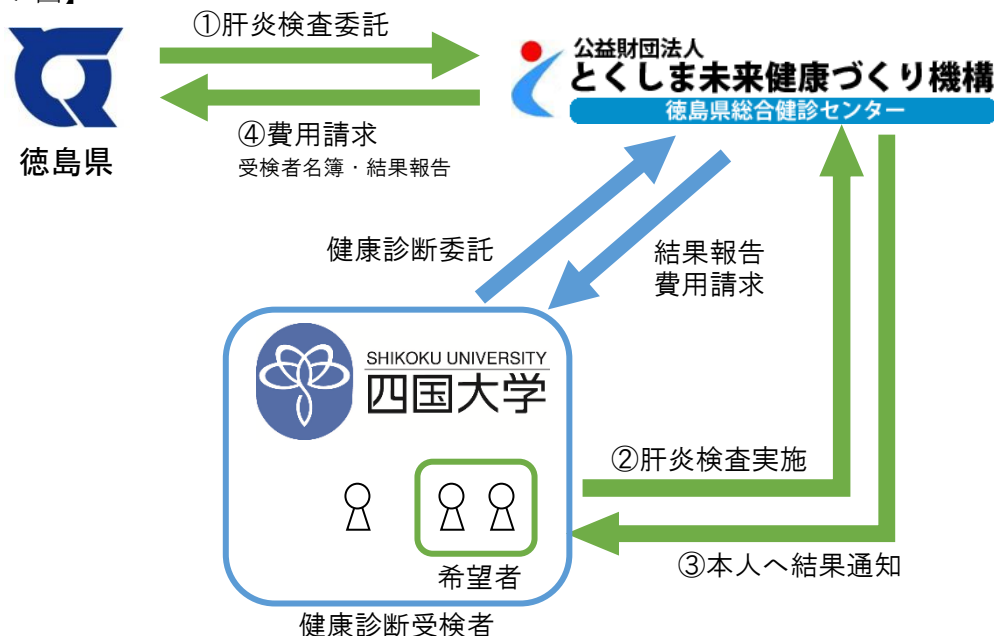 ①肝炎検査委託
公益財団法人
とくしま未来健康づくり機構
徳島県総合健診センター
徳島県
④費用請求
受検者名簿・結果報告
健康診断委託
結果報告
費用請求
SHIKOKU UNIVERSITY
四国大学
②肝炎検査実施
③本人へ結果通知
希望者
健康診断受検者